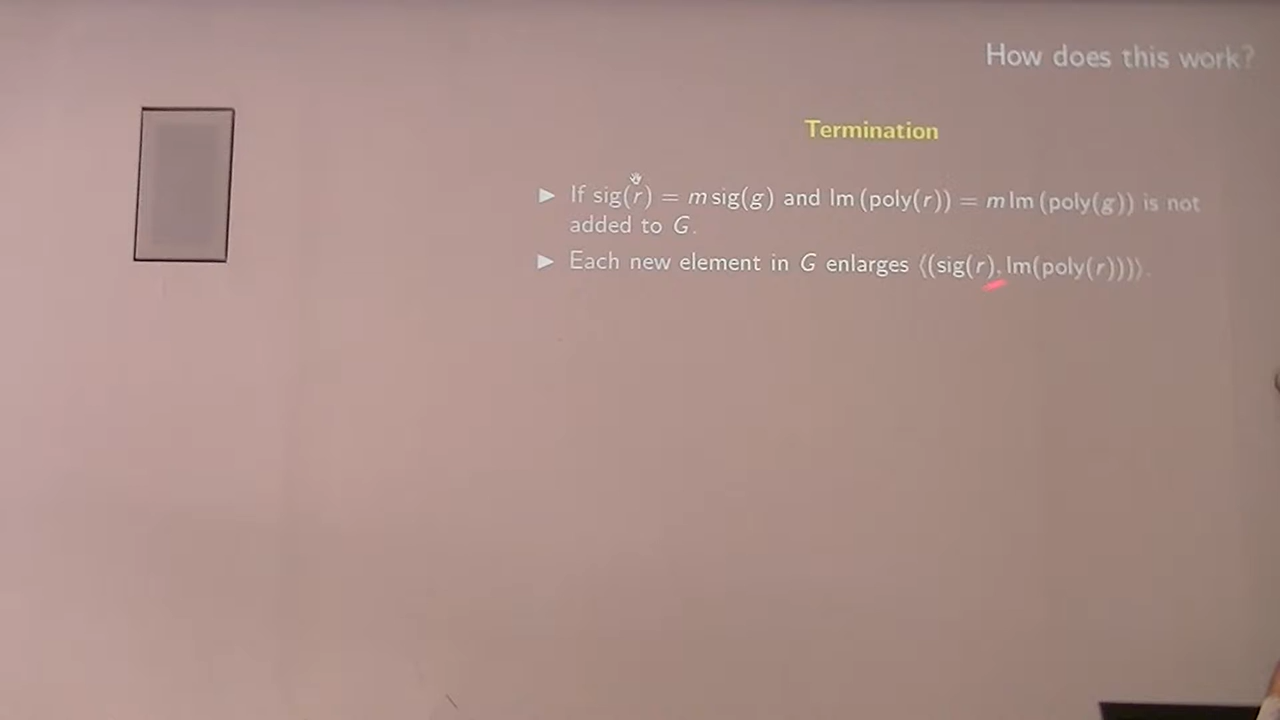 How does this work?
Termination
▶ If sig(r) = m sig(g) and lm (poly(r)) = m lm (poly(g)) is not
added to G.
▶ Each new element in G enlarges ⟨(sig(r), lm(poly(r)))⟩.